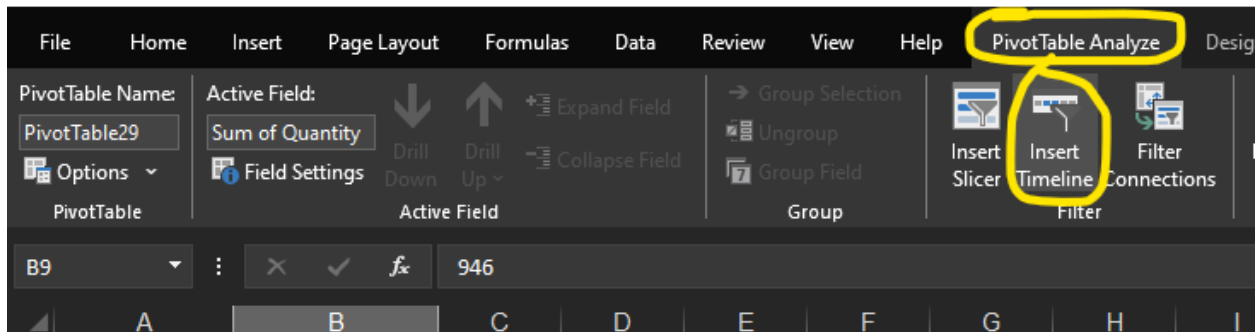 File Home Insert Page Layout Formulas Data Review View Help PivotTable Analyze Desig
PivotTable Name:
PivotTable29
Options
PivotTable
Active Field:
Sum of Quantity
Field Settings
Drill
Down
Drill
Up
Expand Field
Collapse Field
Active Field
Group Selection
Ungroup
7 Group Field
Group
Insert
Slicer
Insert
Timeline
Filter
Connections
Filter
B9 fx 946
A B C D E F G H I